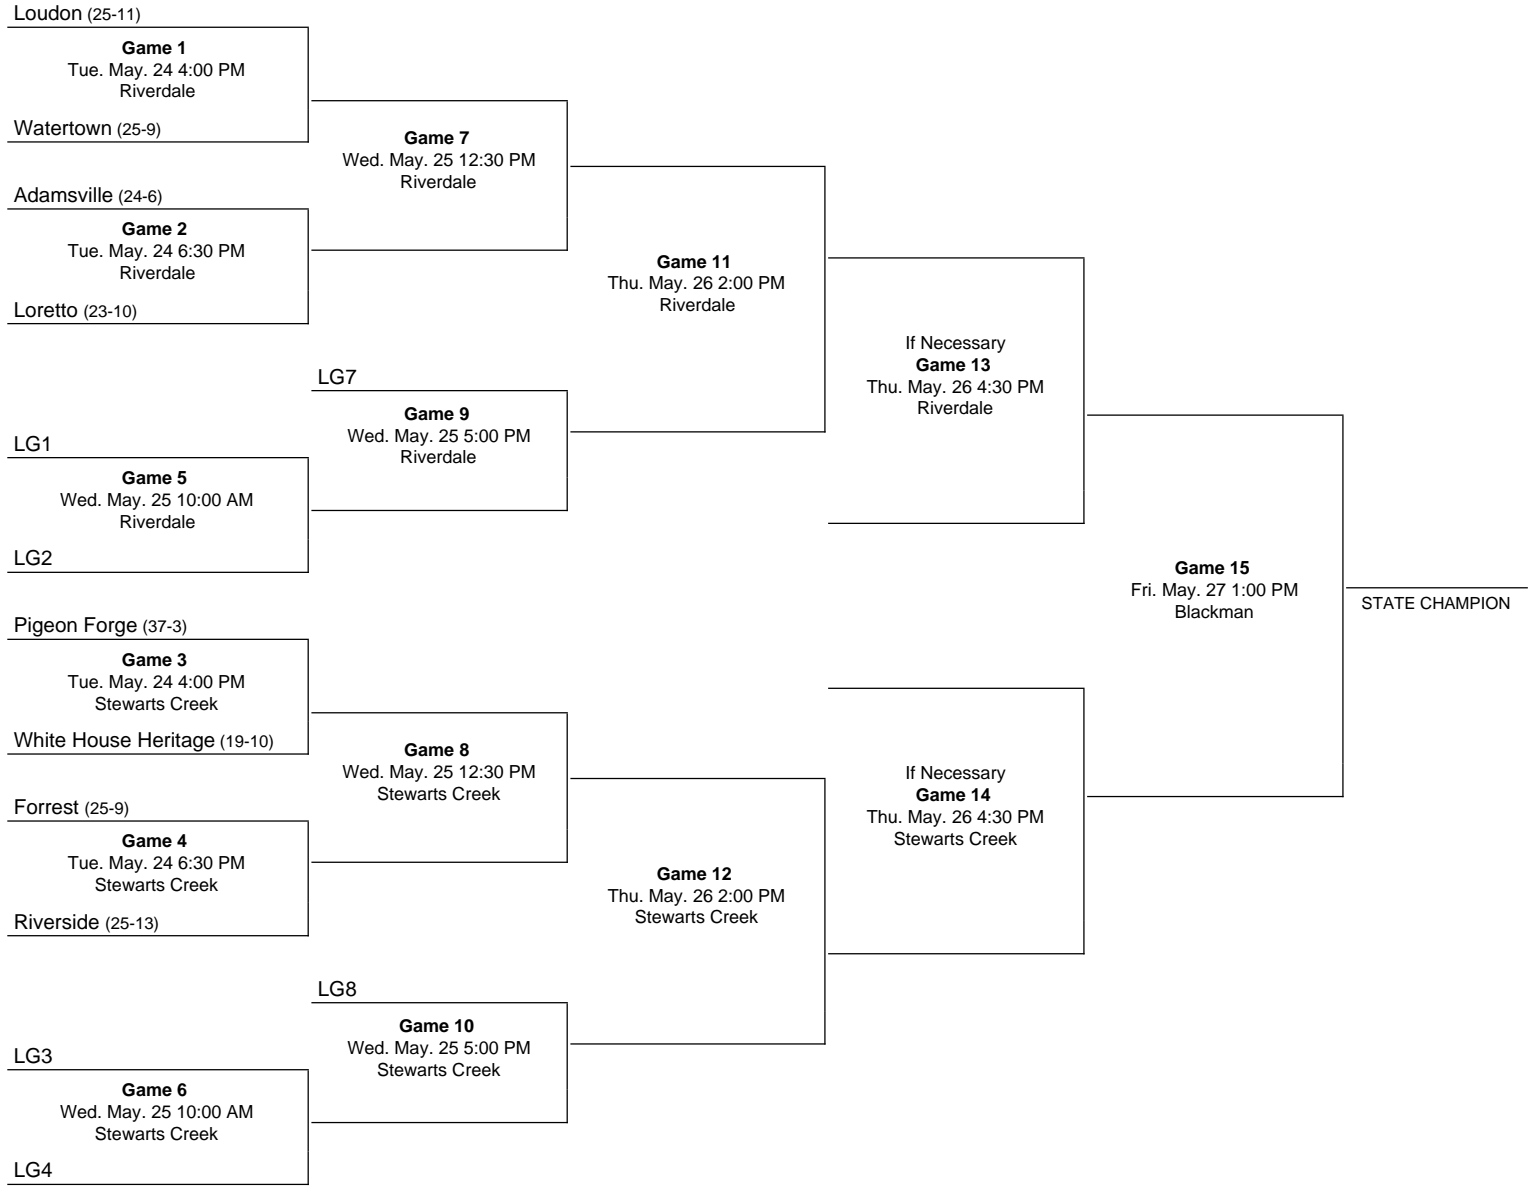 Loudon (25-11)
Game 1
Tue. May. 24 4:00 PM
Riverdale
Watertown (25-9)
Adamsville (24-6)
Game 2
Tue. May. 24 6:30 PM
Riverdale
Loretto (23-10)
LG1
Game 5
Wed. May. 25 10:00 AM
Riverdale
LG2
Pigeon Forge (37-3)
Game 3
Tue. May. 24 4:00 PM
Stewarts Creek
White House Heritage (19-10)
Forrest (25-9)
Game 4
Tue. May. 24 6:30 PM
Stewarts Creek
Riverside (25-13)
LG3
Game 6
Wed. May. 25 10:00 AM
Stewarts Creek
LG4
Game 7
Wed. May. 25 12:30 PM
Riverdale
LG7
Game 9
Wed. May. 25 5:00 PM
Riverdale
Game 8
Wed. May. 25 12:30 PM
Stewarts Creek
LG8
Game 10
Wed. May. 25 5:00 PM
Stewarts Creek
Game 11
Thu. May. 26 2:00 PM
Riverdale
Game 12
Thu. May. 26 2:00 PM
Stewarts Creek
If Necessary
Game 13
Thu. May. 26 4:30 PM
Riverdale
If Necessary
Game 14
Thu. May. 26 4:30 PM
Stewarts Creek
Game 15
Fri. May. 27 1:00 PM
Blackman
STATE CHAMPION